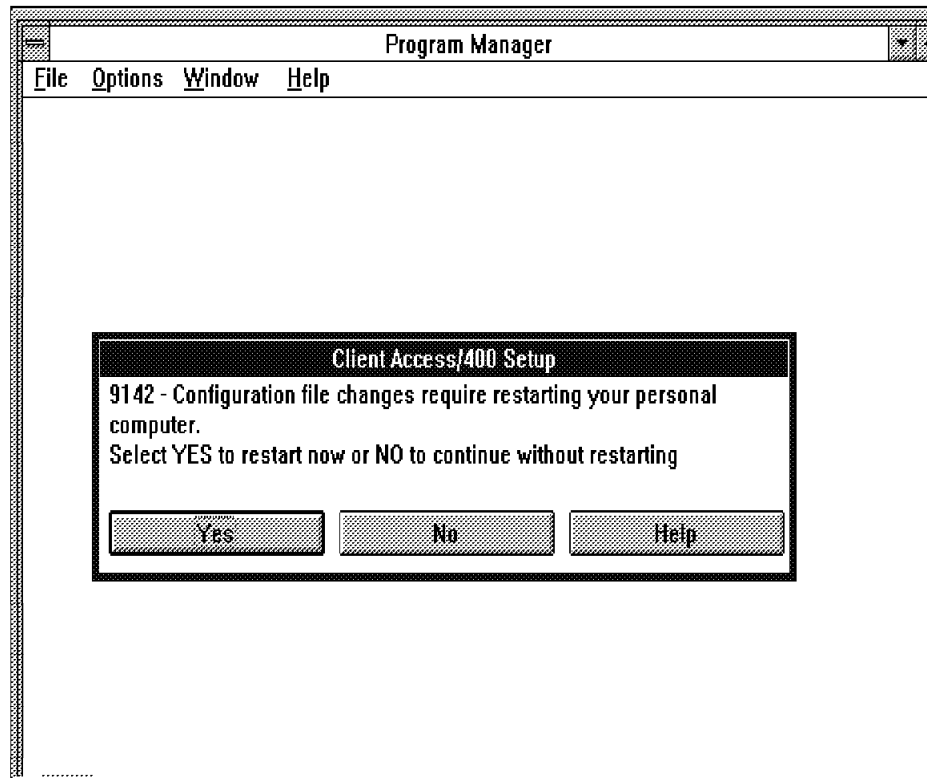 Program Manager
File Options Window Help
Client Access/400 Setup
9142 - Configuration file changes require restarting your personal
computer.
Select YES to restart now or NO to continue without restarting
Yes No Help